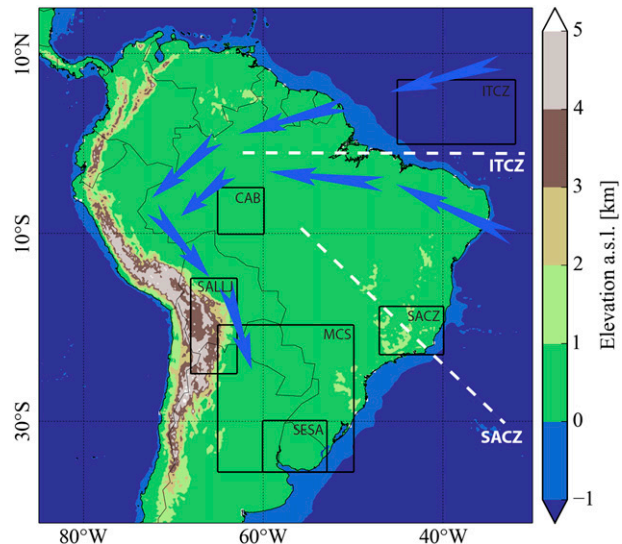 10°N
10°S
30°S
80°W
60°W
40°W
ITCZ
ITCZ
CAB
SALLJ
SACZ
MCS
SESA
SACZ
5
4
3
2
1
0
−1
Elevation a.s.l. [km]